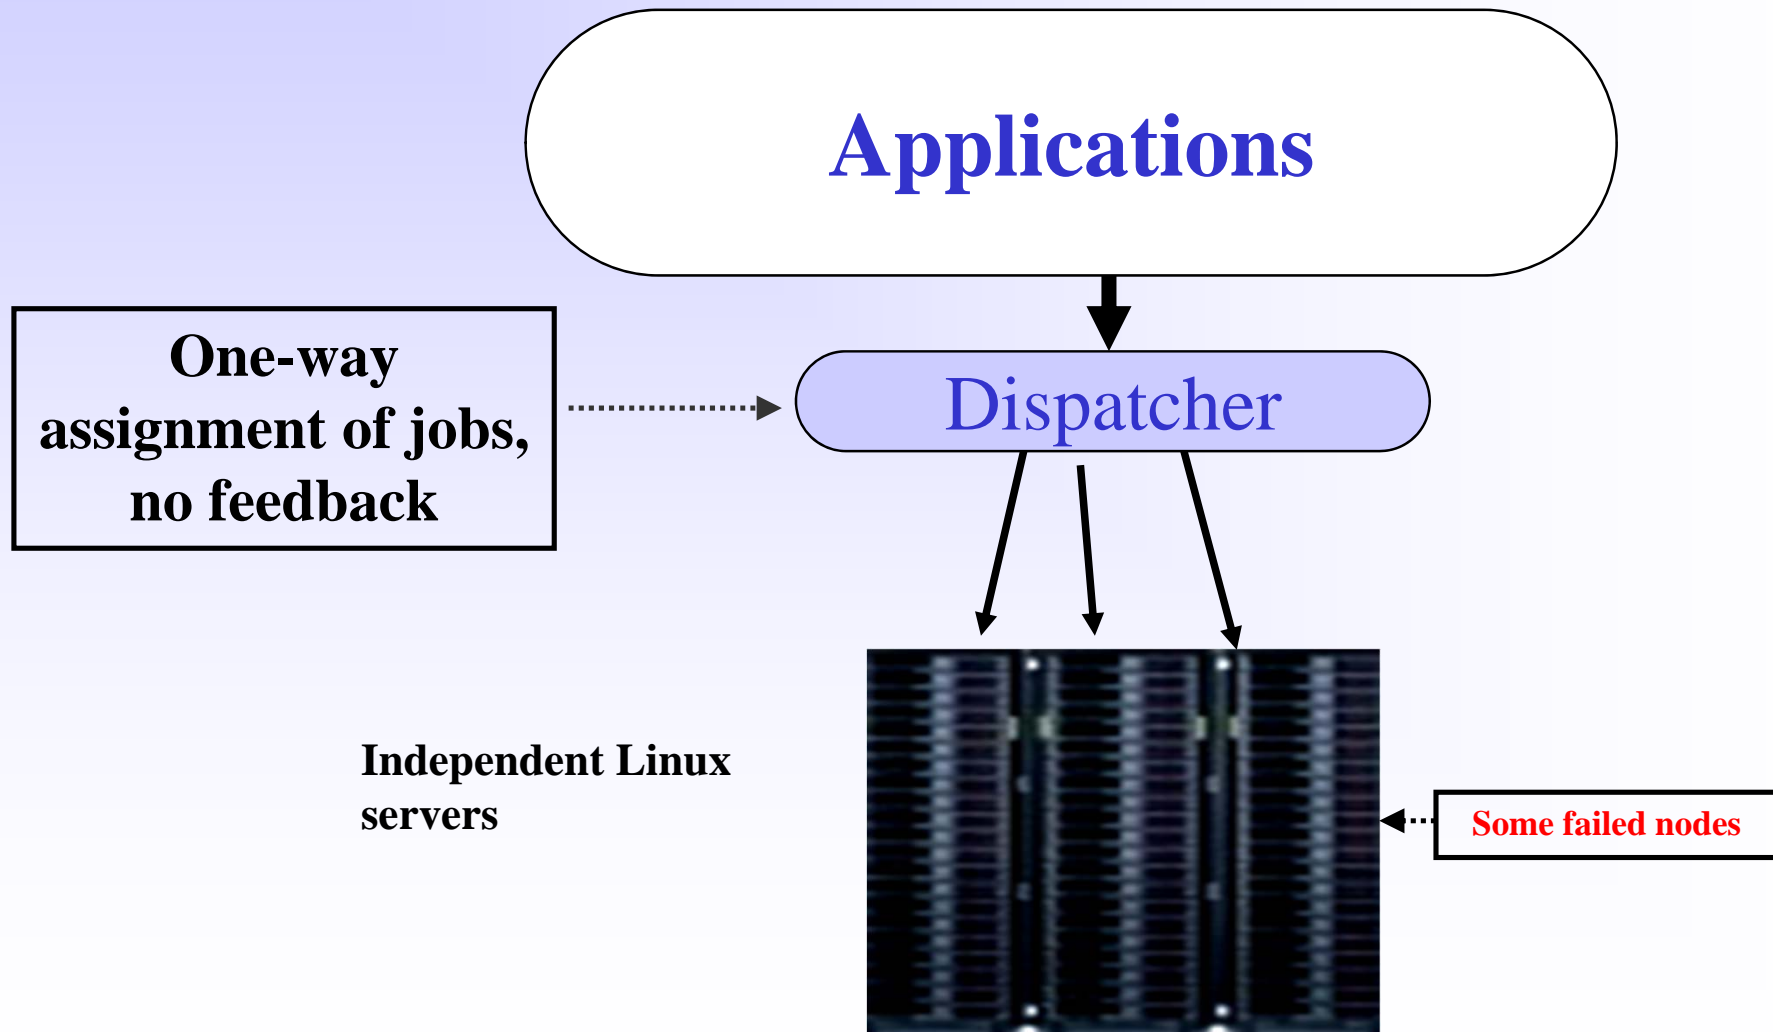 Applications
One-way
assignment of jobs,
no feedback
Dispatcher
Independent Linux
servers
Some failed nodes